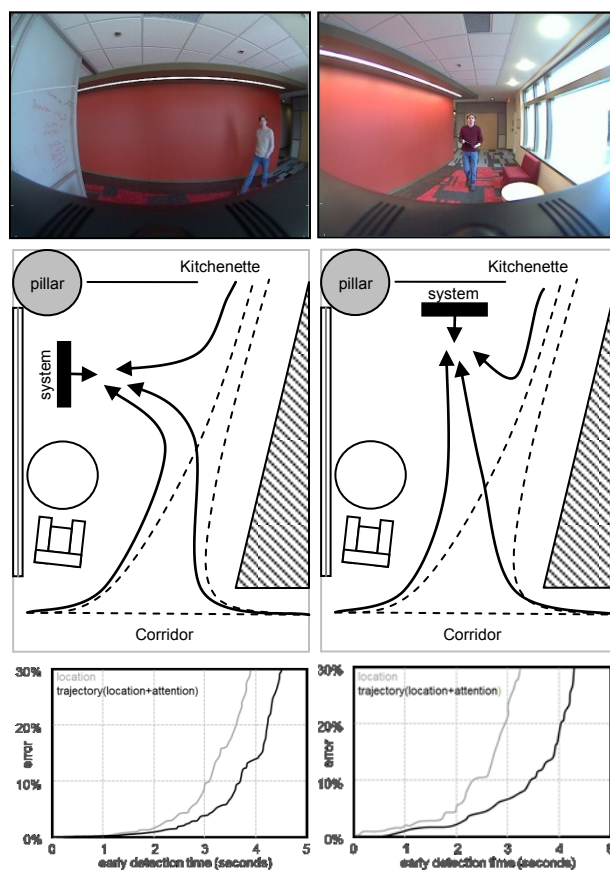 pillar
Kitchenette
system
Corridor
pillar
Kitchenette
system
Corridor
30%
20%
10%
0%
error
location
trajectory(location+attention)
0 1 2 3 4 5
early detection time (seconds)
30%
20%
10%
0%
error
location
trajectory(location+attention)
0 1 2 3 4
early detection time (seconds)